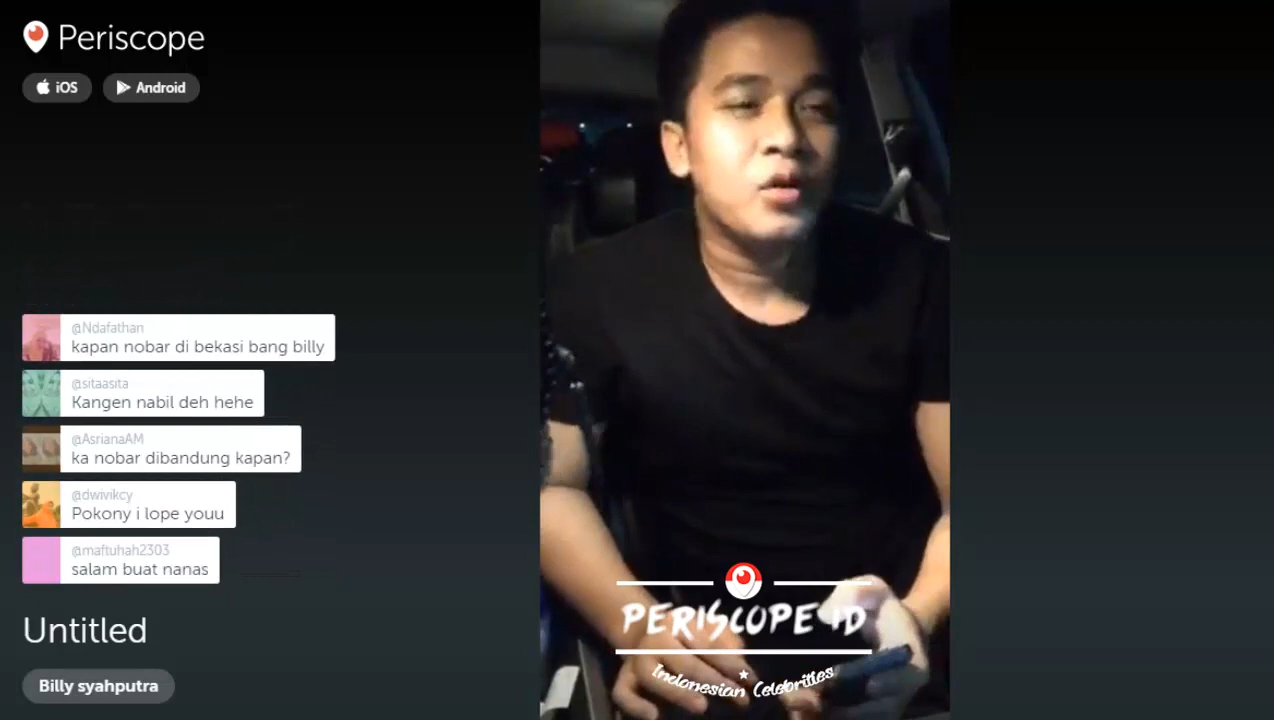 Periscope
iOS
Android
@Ndafathan
kapan nobar di bekasi bang billy
@sitaasita
Kangen nabil deh hehe
@AsrianaAM
ka nobar dibandung kapan?
@dwivikcy
Pokony i lope youu
@maftuhah2303
salam buat nanas
Untitled
Billy syahputra
PERISCOPE ID
Indonesian Celebrities